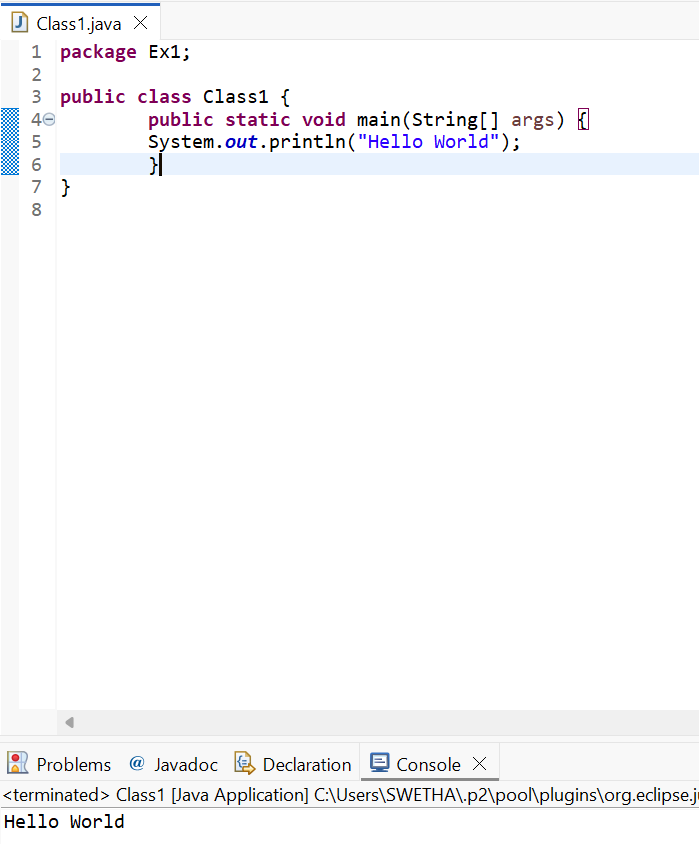 Class1.java
1 package Ex1;
2
3 public class Class1 {
4 public static void main(String[] args) {
5 System.out.println("Hello World");
6 }
7 }
8
Problems @ Javadoc Declaration Console
<terminated> Class1 [Java Application] C:\Users\SWETHA\.p2\pool\plugins\org.eclipse.ju
Hello World